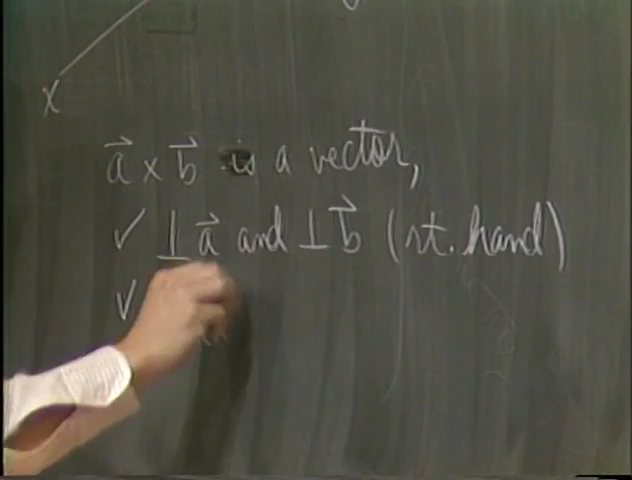 x
a⃗ x b⃗ is a vector,
✓ ⊥ a⃗ and ⊥ b⃗ (rt. hand)
✓